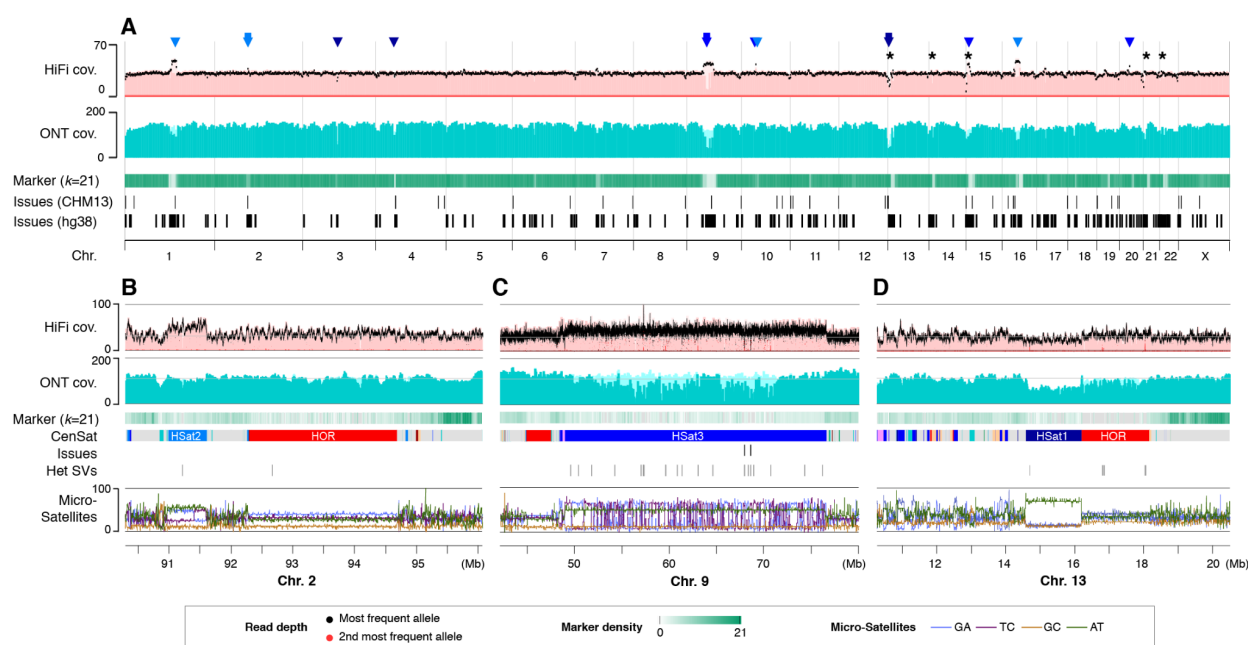 A
70
HiFi cov.
0
* * * * *
200
ONT cov.
0
Marker (k=21)
Issues (CHM13)
Issues (hg38)
Chr. 1 2 3 4 5 6 7 8 9 10 11 12 13 14 15 16 17 18 19 20 21 22 X
B C D
100
HiFi cov.
0
200
ONT cov.
0
Marker (k=21)
CenSat HSat2 HOR HSat3 HSat1 HOR
Issues
Het SVs
100
Micro-
Satellites
0
91 92 93 94 95 (Mb) 50 60 70 (Mb) 12 14 16 18 20 (Mb)
Chr. 2 Chr. 9 Chr. 13
Read depth Most frequent allele Marker density Micro-Satellites GA TC GC AT
2nd most frequent allele 0 21